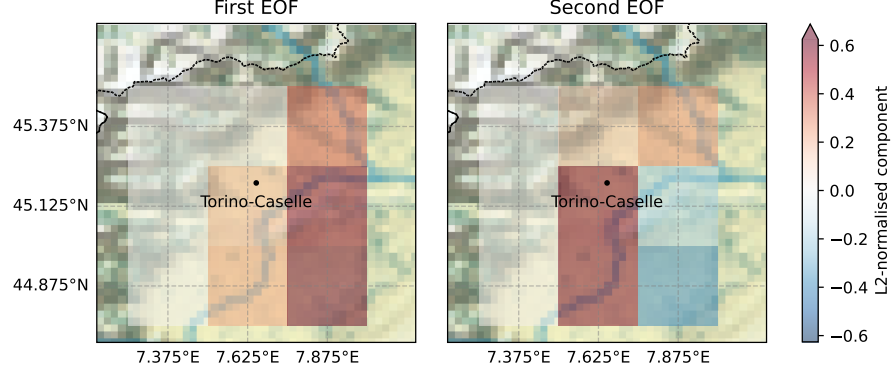 First EOF
Second EOF
45.375°N
45.125°N
44.875°N
7.375°E 7.625°E 7.875°E
7.375°E 7.625°E 7.875°E
Torino-Caselle
Torino-Caselle
0.6
0.4
0.2
0.0
−0.2
−0.4
−0.6
L2-normalised component